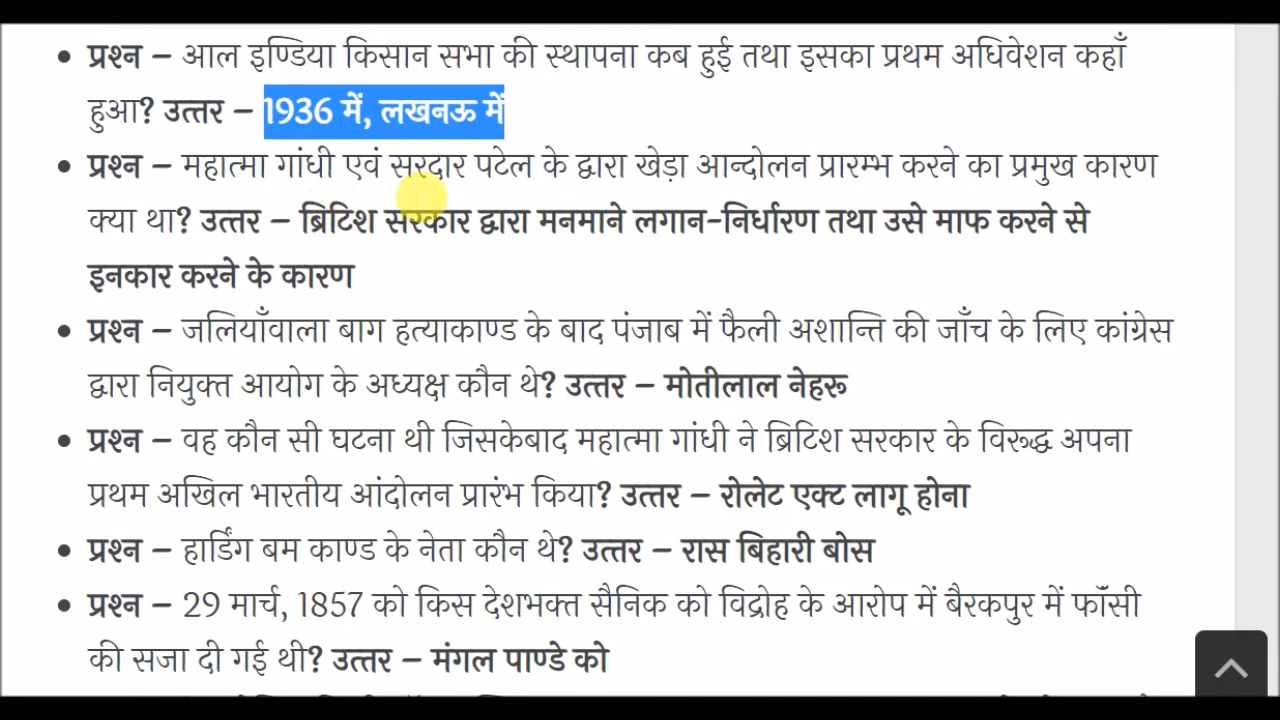 • प्रश्न – आल इण्डिया किसान सभा की स्थापना कब हुई तथा इसका प्रथम अधिवेशन कहाँ
हुआ? उत्तर – 1936 में, लखनऊ में
• प्रश्न – महात्मा गांधी एवं सरदार पटेल के द्वारा खेड़ा आन्दोलन प्रारम्भ करने का प्रमुख कारण
क्या था? उत्तर – ब्रिटिश सरकार द्वारा मनमाने लगान-निर्धारण तथा उसे माफ करने से
इनकार करने के कारण
• प्रश्न – जलियाँवाला बाग हत्याकाण्ड के बाद पंजाब में फैली अशान्ति की जाँच के लिए कांग्रेस
द्वारा नियुक्त आयोग के अध्यक्ष कौन थे? उत्तर – मोतीलाल नेहरू
• प्रश्न – वह कौन सी घटना थी जिसकेबाद महात्मा गांधी ने ब्रिटिश सरकार के विरूद्ध अपना
प्रथम अखिल भारतीय आंदोलन प्रारंभ किया? उत्तर – रोलेट एक्ट लागू होना
• प्रश्न – हार्डिंग बम काण्ड के नेता कौन थे? उत्तर – रास बिहारी बोस
• प्रश्न – 29 मार्च, 1857 को किस देशभक्त सैनिक को विद्रोह के आरोप में बैरकपुर में फॉंसी
की सजा दी गई थी? उत्तर – मंगल पाण्डे को